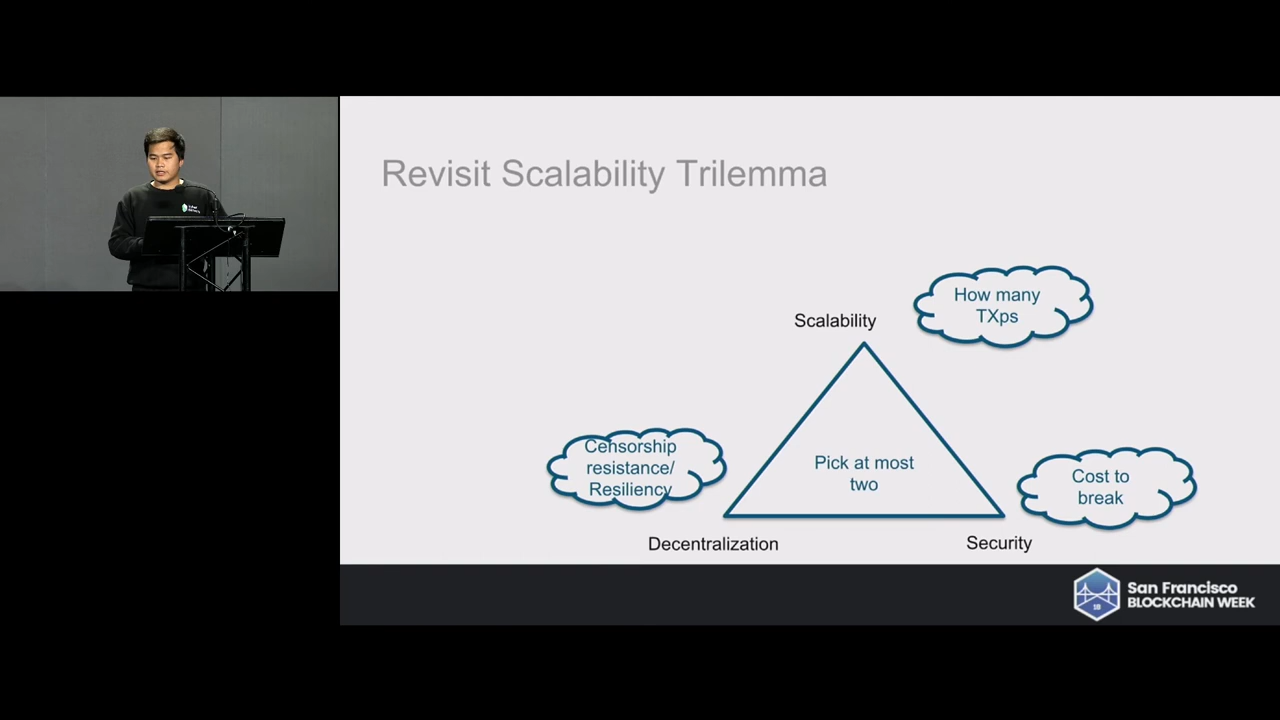 Revisit Scalability Trilemma
Scalability
How many
TXps
Censorship
resistance/
Resiliency
Pick at most
two
Cost to
break
Decentralization
Security
18
San Francisco
BLOCKCHAIN WEEK